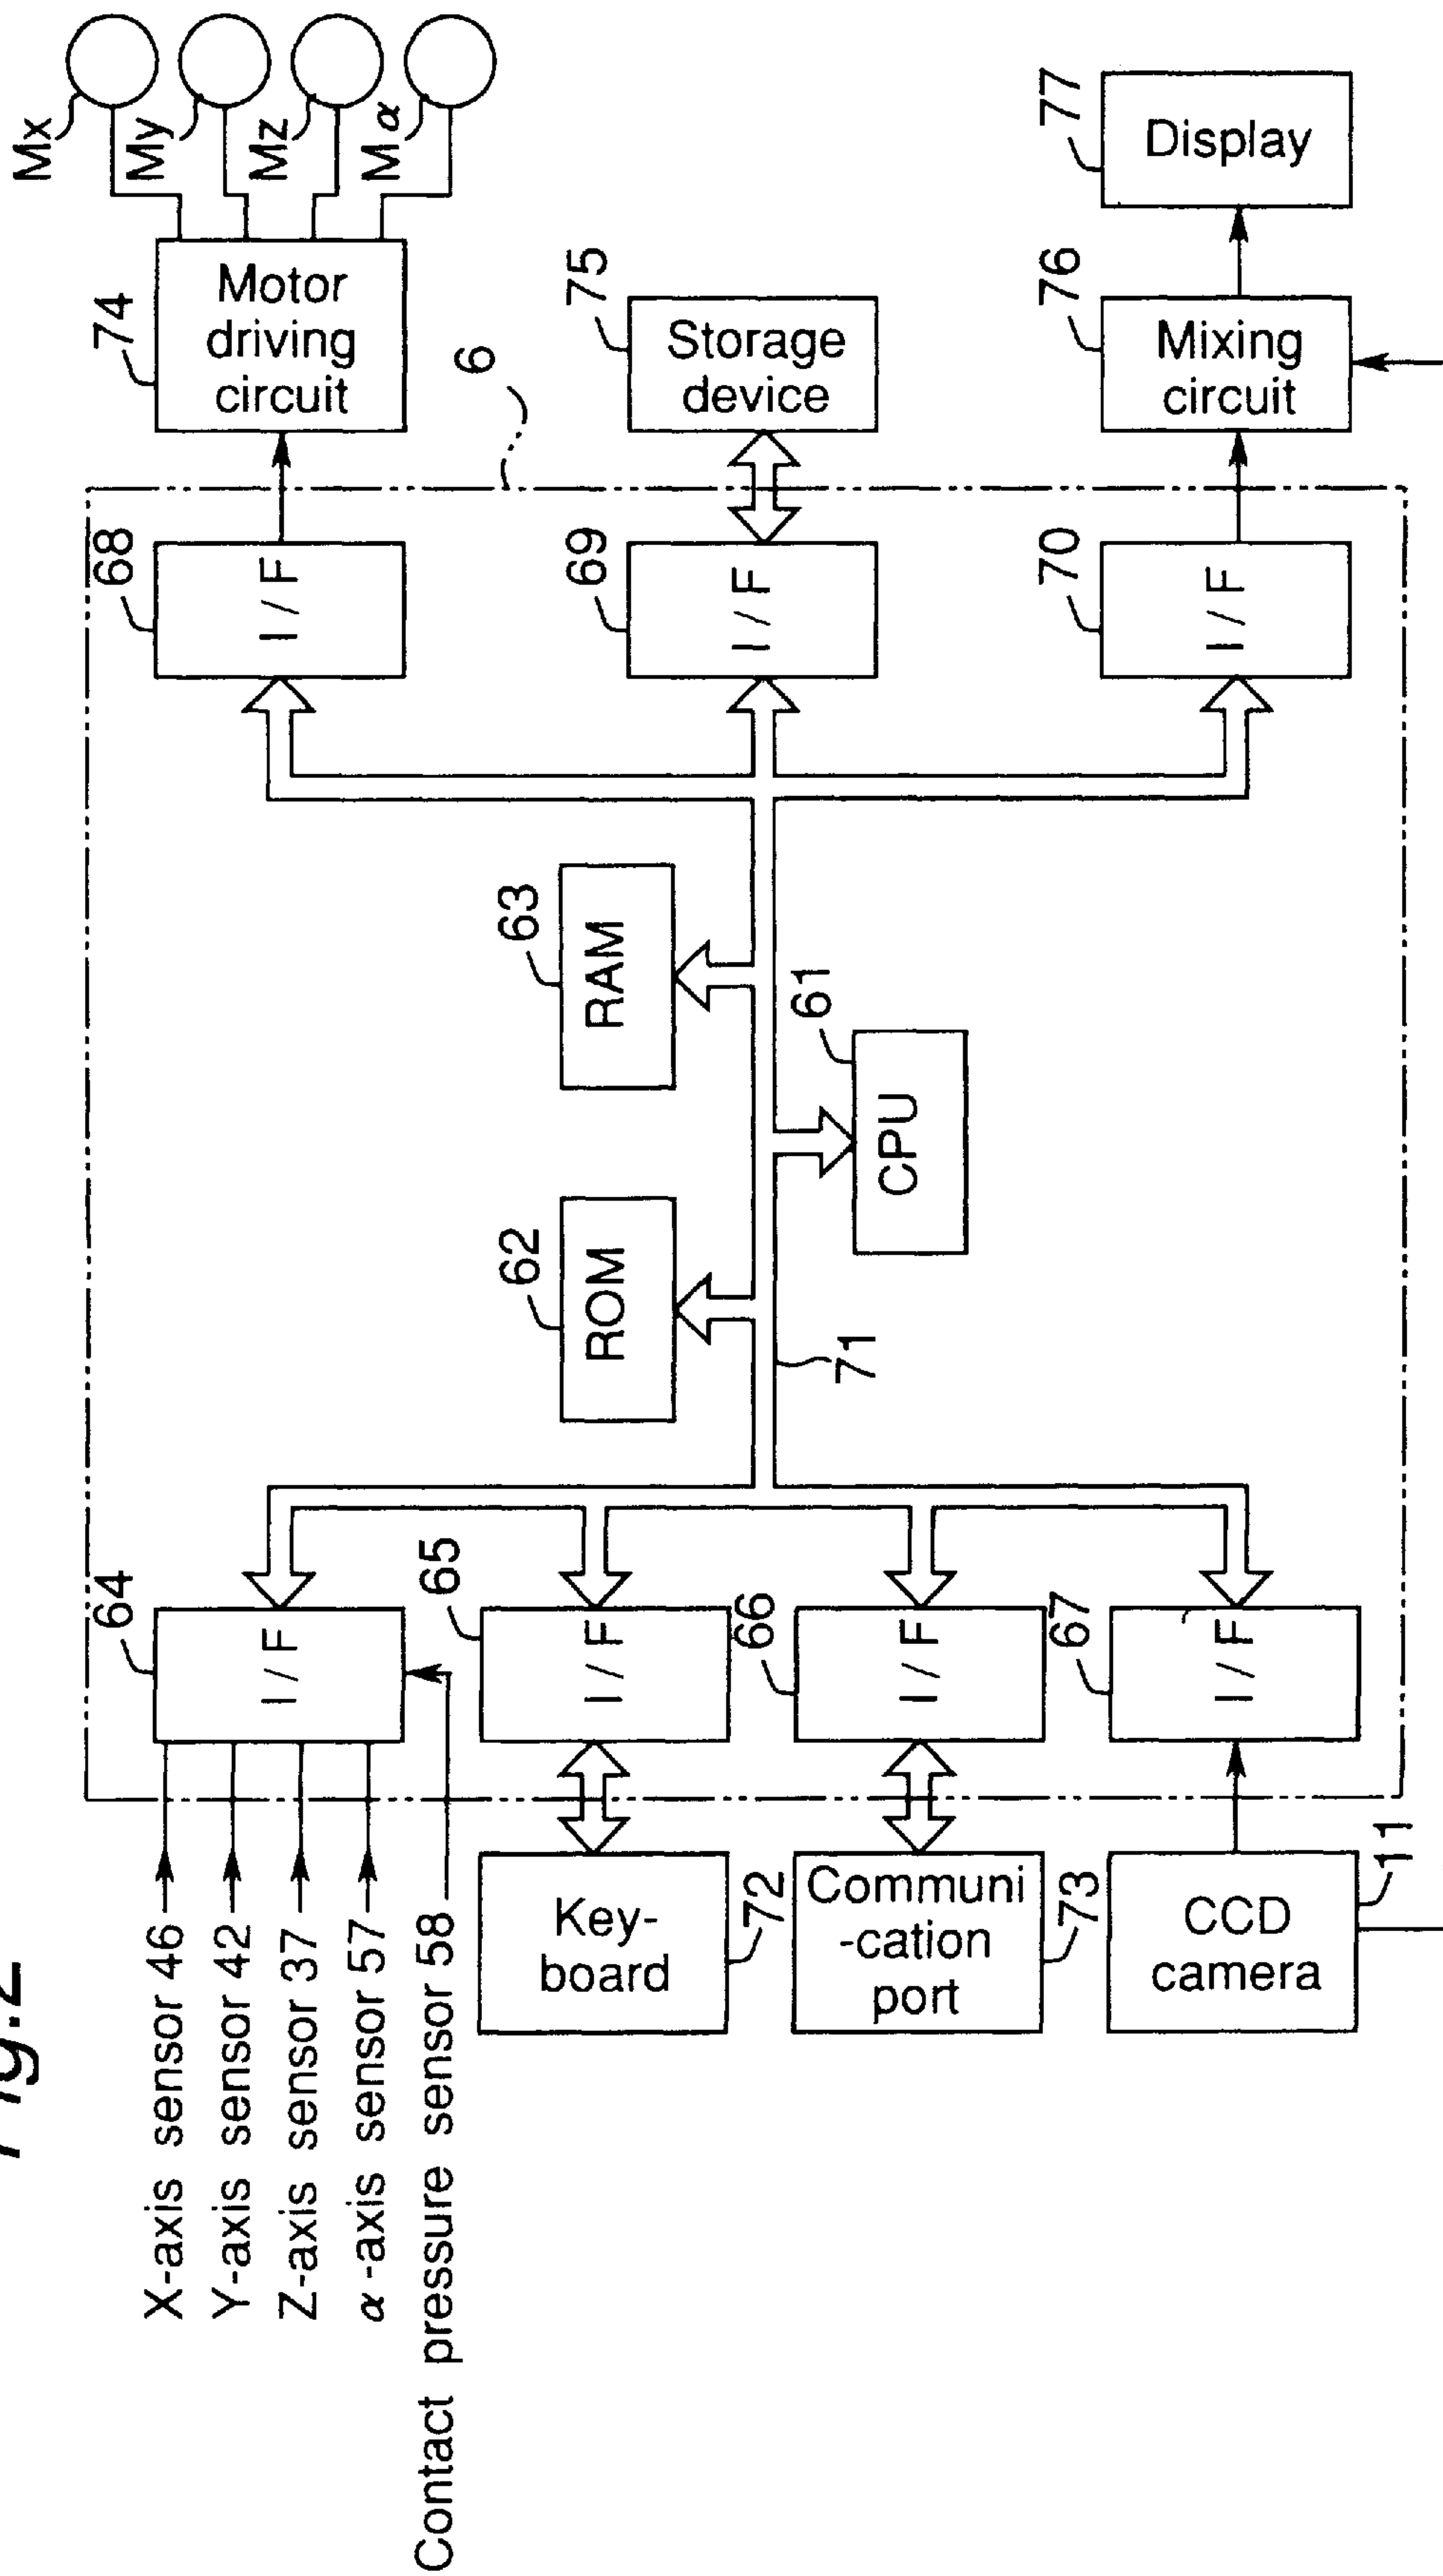 Fig.2
X-axis sensor 46
Y-axis sensor 42
Z-axis sensor 37
α-axis sensor 57
Contact pressure sensor 58
64
I/F
65
I/F
66
I/F
67
I/F
Key-
board
72
Communi
-cation
port
73
CCD
camera
11
ROM
62
RAM
63
CPU
61
71
68
I/F
69
I/F
70
I/F
6
74
Motor
driving
circuit
Mx
My
Mz
Mα
75
Storage
device
76
Mixing
circuit
77
Display